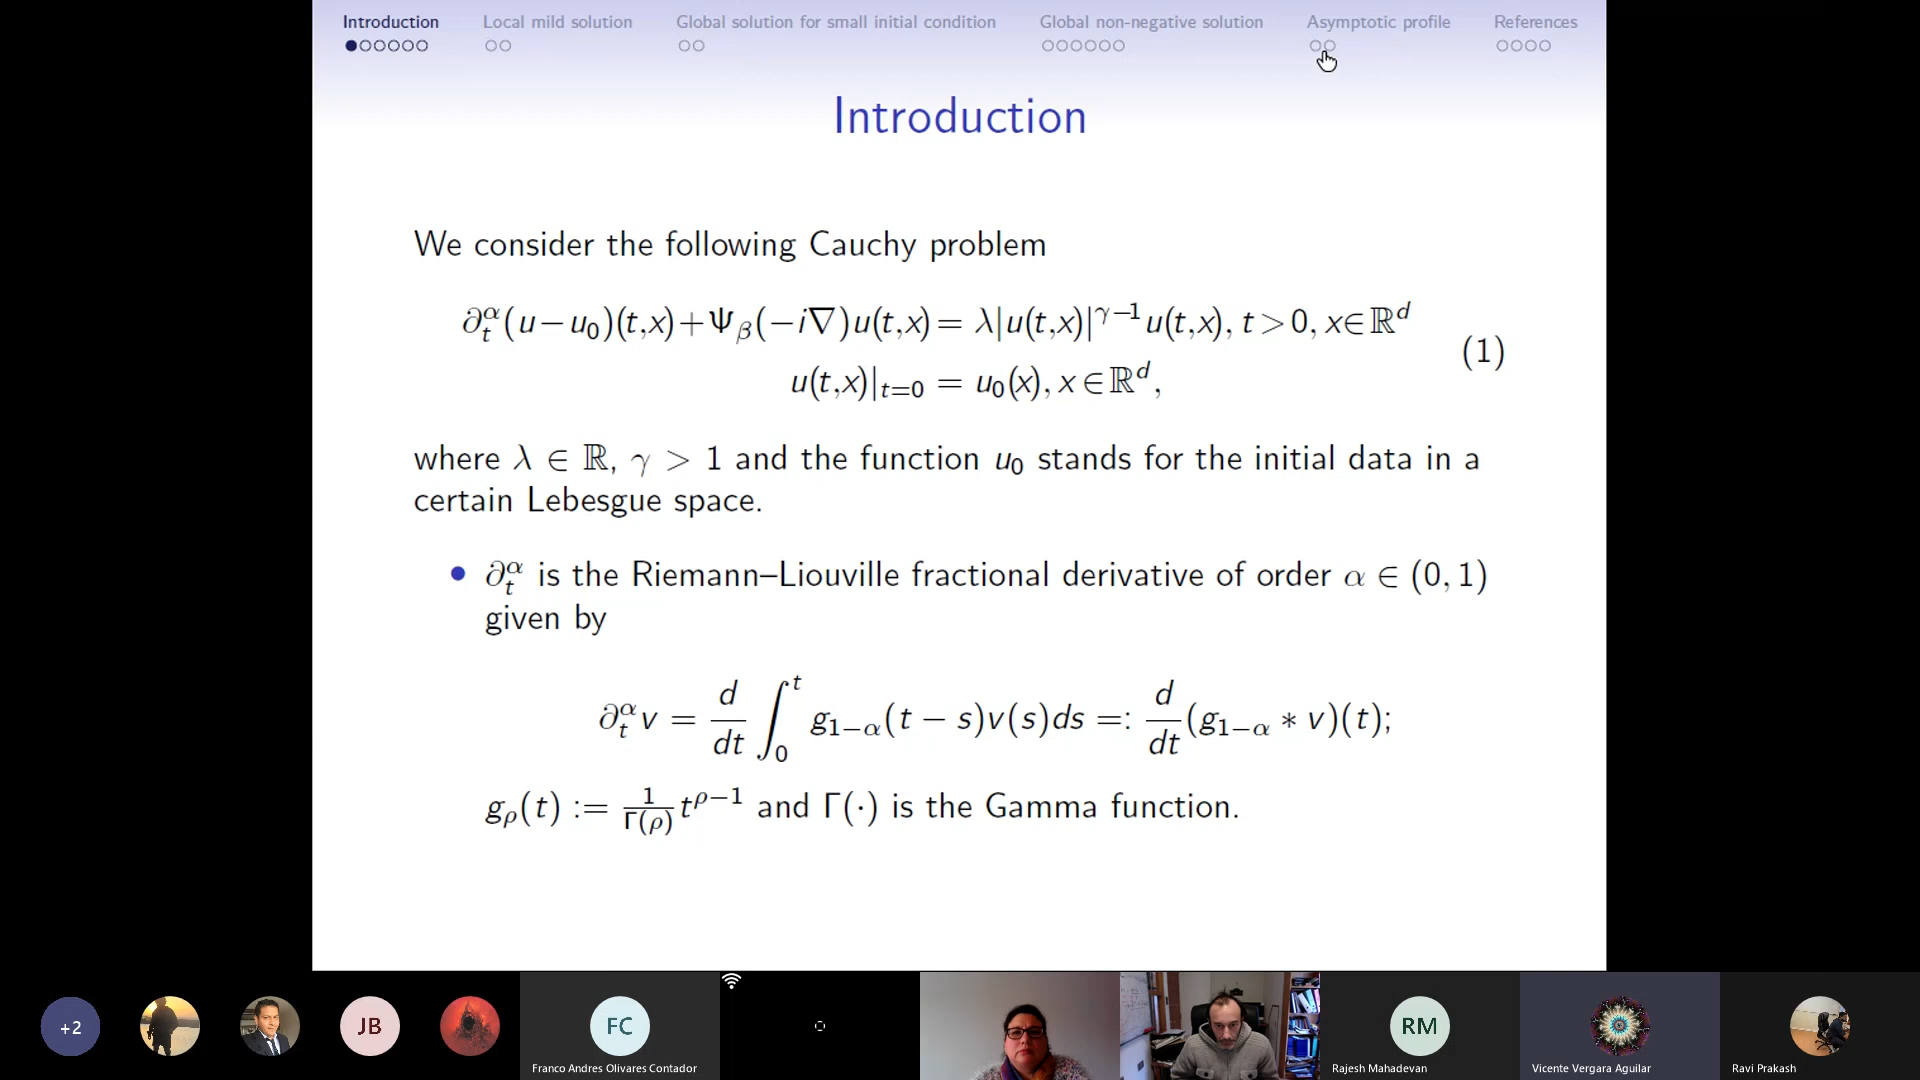 Introduction Local mild solution Global solution for small initial condition Global non-negative solution Asymptotic profile References
Introduction
We consider the following Cauchy problem
∂_t^α(u−u_0)(t,x)+Ψ_β(−i∇)u(t,x)= λ|u(t,x)|^{γ−1}u(t,x), t>0, x∈ℝ^d
(1)
u(t,x)|_{t=0} = u_0(x), x∈ℝ^d,
where λ ∈ ℝ, γ > 1 and the function u_0 stands for the initial data in a
certain Lebesgue space.
• ∂_t^α is the Riemann–Liouville fractional derivative of order α ∈ (0, 1)
given by
∂_t^α v = d/dt ∫_0^t g_{1−α}(t − s)v(s)ds =: d/dt (g_{1−α} ∗ v)(t);
g_ρ(t) := 1/Γ(ρ) t^{ρ−1} and Γ(·) is the Gamma function.
+2
JB
FC
RM
Franco Andres Olivares Contador
Rajesh Mahadevan
Vicente Vergara Aguilar
Ravi Prakash